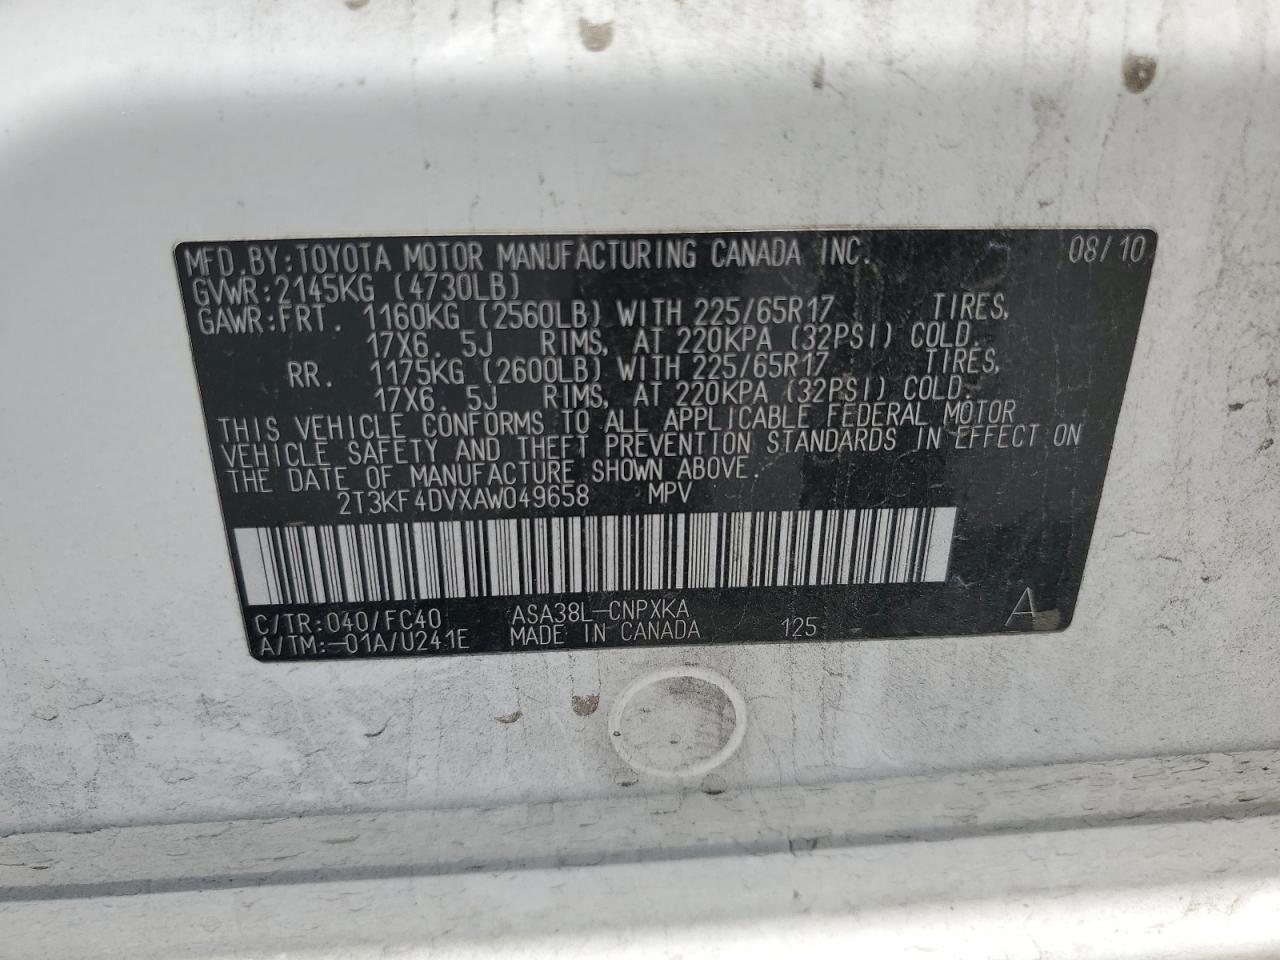 MFD.BY:TOYOTA MOTOR MANUFACTURING CANADA INC. 08/10
GVWR:2145KG (4730LB)
GAWR:FRT. 1160KG (2560LB) WITH 225/65R17 TIRES,
17X6.5J RIMS, AT 220KPA (32PSI) COLD.
RR. 1175KG (2600LB) WITH 225/65R17 TIRES,
17X6.5J RIMS, AT 220KPA (32PSI) COLD.
THIS VEHICLE CONFORMS TO ALL APPLICABLE FEDERAL MOTOR
VEHICLE SAFETY AND THEFT PREVENTION STANDARDS IN EFFECT ON
THE DATE OF MANUFACTURE SHOWN ABOVE.
2T3KF4DVXAW049658 MPV
C/TR:040/FC40 ASA38L-CNPXKA A
A/TM:-01A/U241E MADE IN CANADA 125